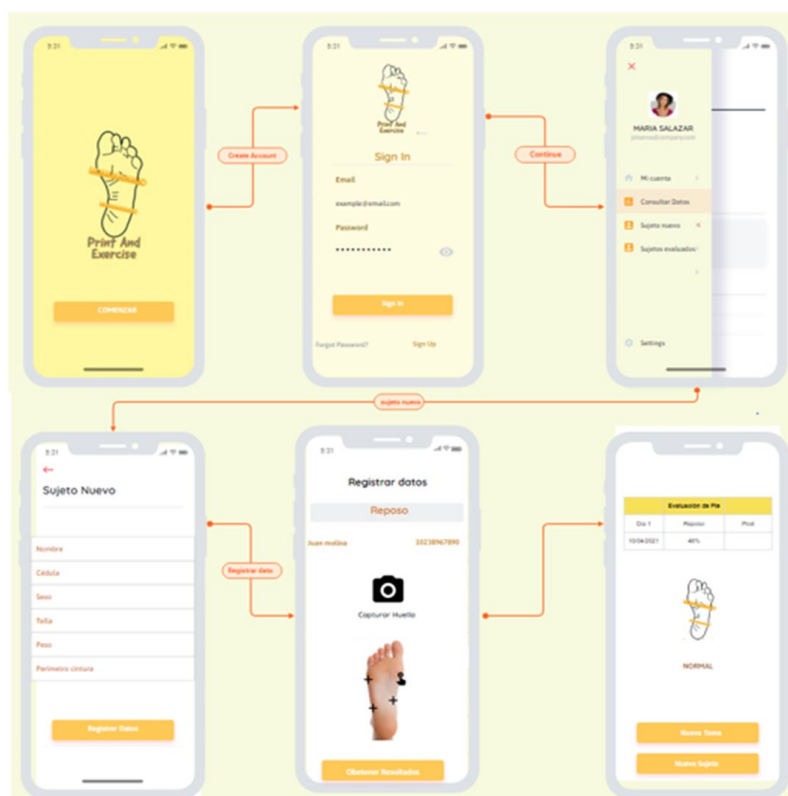 9:21
Print And
Exercise
COMENZAR
Create Account
9:21
Print And
Exercise
Sign In
Email
example@email.com
Password
Sign In
Forgot Password?
Sign Up
Continue
9:21
MARIA SALAZAR
Mi cuenta
Consultar Datos
Sujeto nuevo
Sujetos evaluados
Settings
sujeto nuevo
9:21
Sujeto Nuevo
Nombre
Cédula
Sexo
Talla
Peso
Perimetro cintura
Registrar Datos
Registrar dato
9:21
Registrar datos
Reposo
Juan molina
10238967890
Capturar Huella
Obetener Resultados
Evaluación de Pie
Día 1
Reposo
Post
10/04/2021
NORMAL
Nueva Toma
Nuevo Sujeto